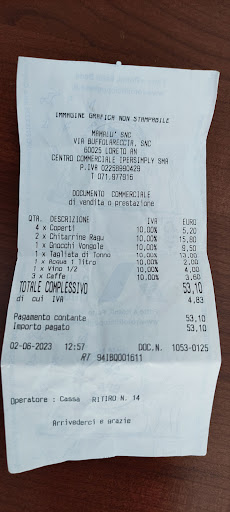 IMMAGINE GRAFICA NON STAMPABILE
MAMALU' SNC
VIA BUFFOLARECCIA, SNC
60025 LORETO AN
CENTRO COMMERCIALE IPERSIMPLY SMA
P.IVA 02258990429
T 071.977916
DOCUMENTO COMMERCIALE
di vendita o prestazione
QTA. DESCRIZIONE IVA EURO
4 x Coperti 10,00% 5,20
2 x Chitarrine Ragu 10,00% 15,80
1 x Gnocchi Vongole 10,00% 9,50
1 x Tagliata di Tonno 10,00% 13,00
1 x Acqua 1 litro 10,00% 2,00
1 x Vino 1/2 10,00% 4,00
3 x Caffe 10,00% 3,60
TOTALE COMPLESSIVO 53,10
di cui IVA 4,83
Pagamento contante 53,10
Importo pagato 53,10
02-06-2023 12:57 DOC.N. 1053-0125
RT 94IBQ001611
Operatore : Cassa RITIRO N. 14
Arrivederci e grazie